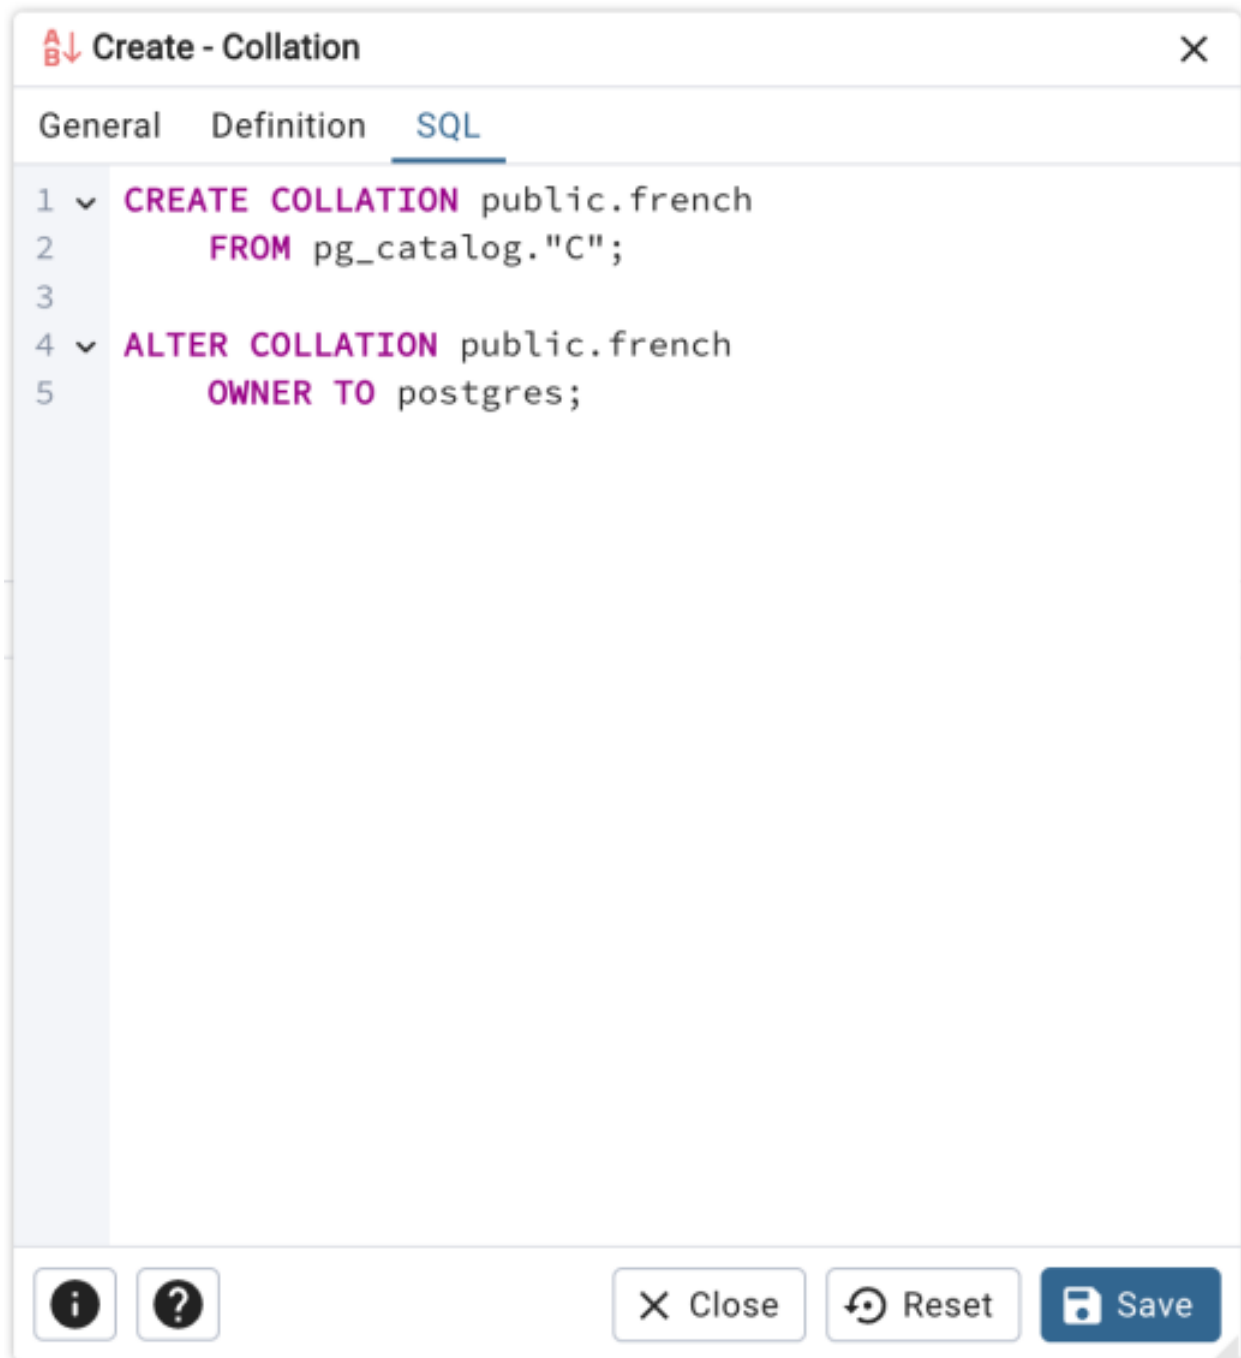 Create - Collation
General Definition SQL
1 CREATE COLLATION public.french
2 FROM pg_catalog."C";
3
4 ALTER COLLATION public.french
5 OWNER TO postgres;
Close Reset Save